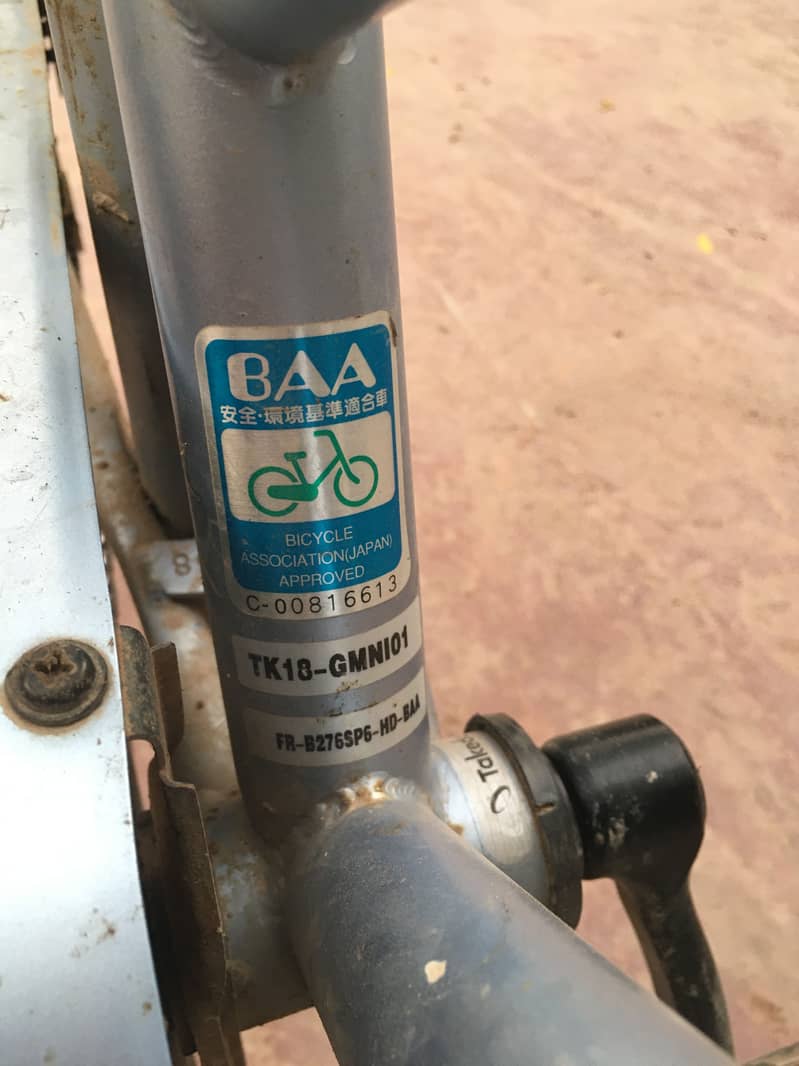 BAA
安全・環境基準適合車
BICYCLE
ASSOCIATION(JAPAN)
APPROVED
C-00816613
TK18-GMNI01
FR-B276SP6-HD-BAA
8